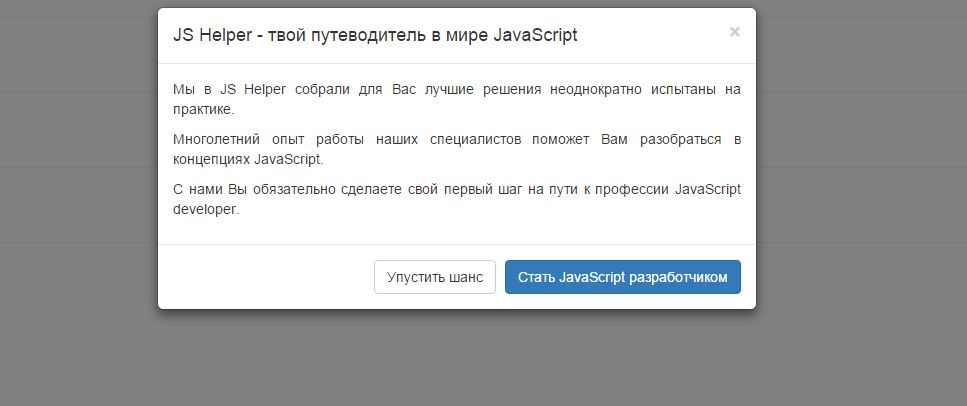 JS Helper - твой путеводитель в мире JavaScript
×
Мы в JS Helper собрали для Вас лучшие решения неоднократно испытаны на
практике.
Многолетний опыт работы наших специалистов поможет Вам разобраться в
концепциях JavaScript.
С нами Вы обязательно сделаете свой первый шаг на пути к профессии JavaScript
developer.
Упустить шанс
Стать JavaScript разработчиком